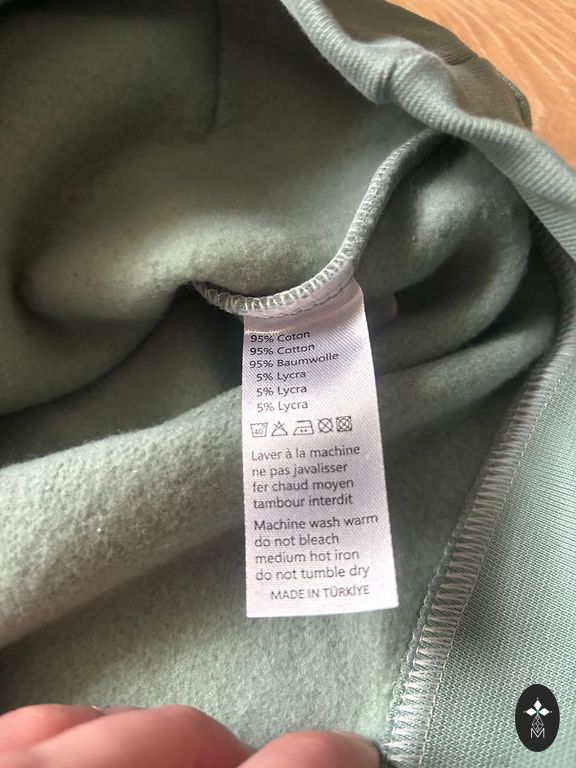 95% Coton
95% Cotton
95% Baumwolle
5% Lycra
5% Lycra
5% Lycra
40
Laver à la machine
ne pas javalisser
fer chaud moyen
tambour interdit
Machine wash warm
do not bleach
medium hot iron
do not tumble dry
MADE IN TÜRKİYE
M